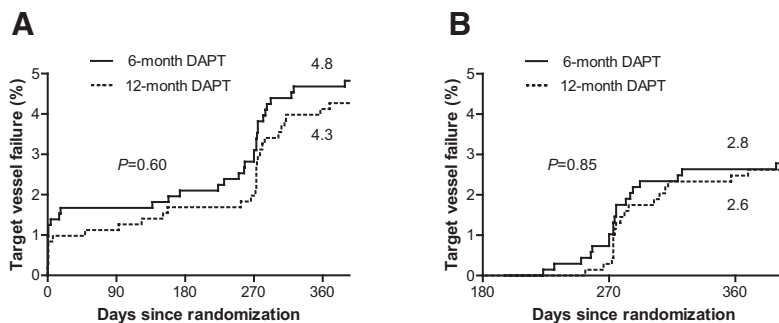 A
6-month DAPT
12-month DAPT
Target vessel failure (%)
5
4
3
2
1
0
4.8
4.3
P=0.60
0 90 180 270 360
Days since randomization
B
6-month DAPT
12-month DAPT
Target vessel failure (%)
5
4
3
2
1
0
P=0.85
2.8
2.6
180 270 360
Days since randomization